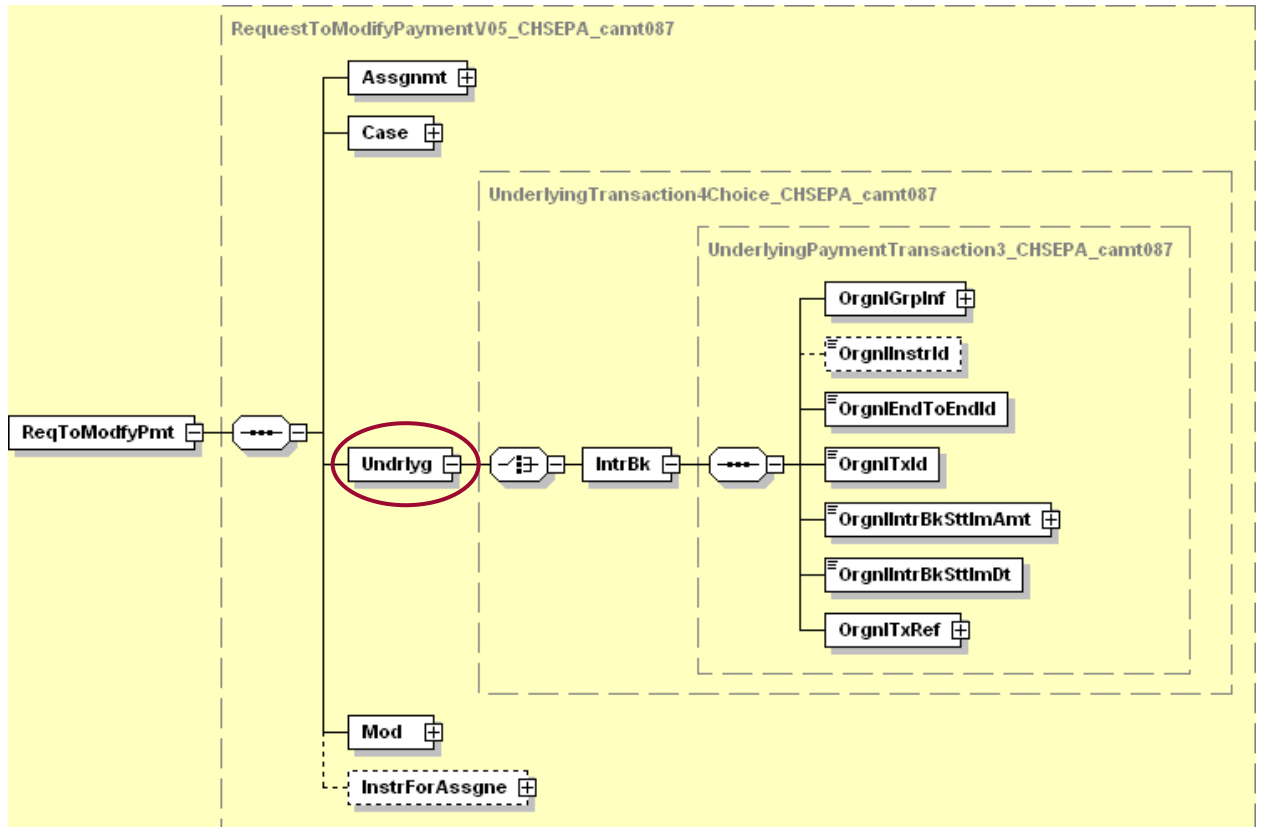 RequestToModifyPaymentV05_CHSEPA_camt087
Assgnmt
Case
UnderlyingTransaction4Choice_CHSEPA_camt087
UnderlyingPaymentTransaction3_CHSEPA_camt087
OrgnlGrpInf
OrgnlInstrId
OrgnlEndToEndId
ReqToModfyPmt
Undrlyg
IntrBk
OrgnlTxId
OrgnlIntrBkSttlmAmt
OrgnlIntrBkSttlmDt
OrgnlTxRef
Mod
InstrForAssgne